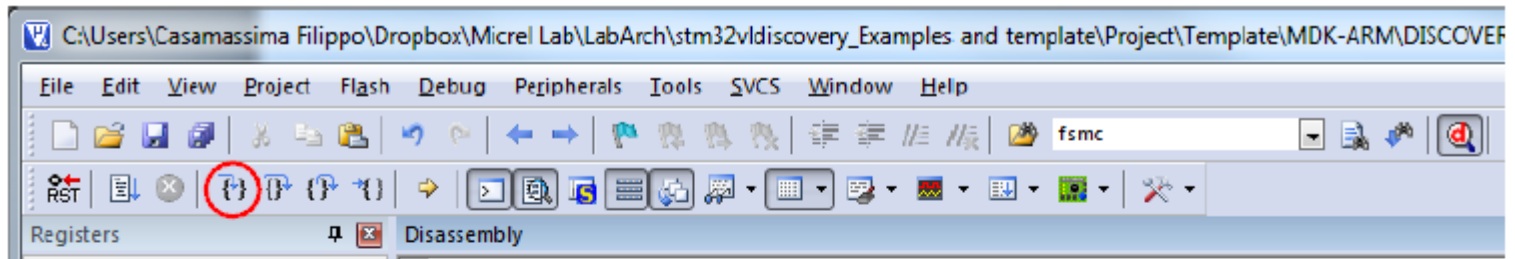 C:\Users\Casamassima Filippo\Dropbox\Micrel Lab\LabArch\stm32vldiscovery_Examples and template\Project\Template\MDK-ARM\DISCOVER
File Edit View Project Flash Debug Peripherals Tools SVCS Window Help
fsmc
RST
Registers Disassembly